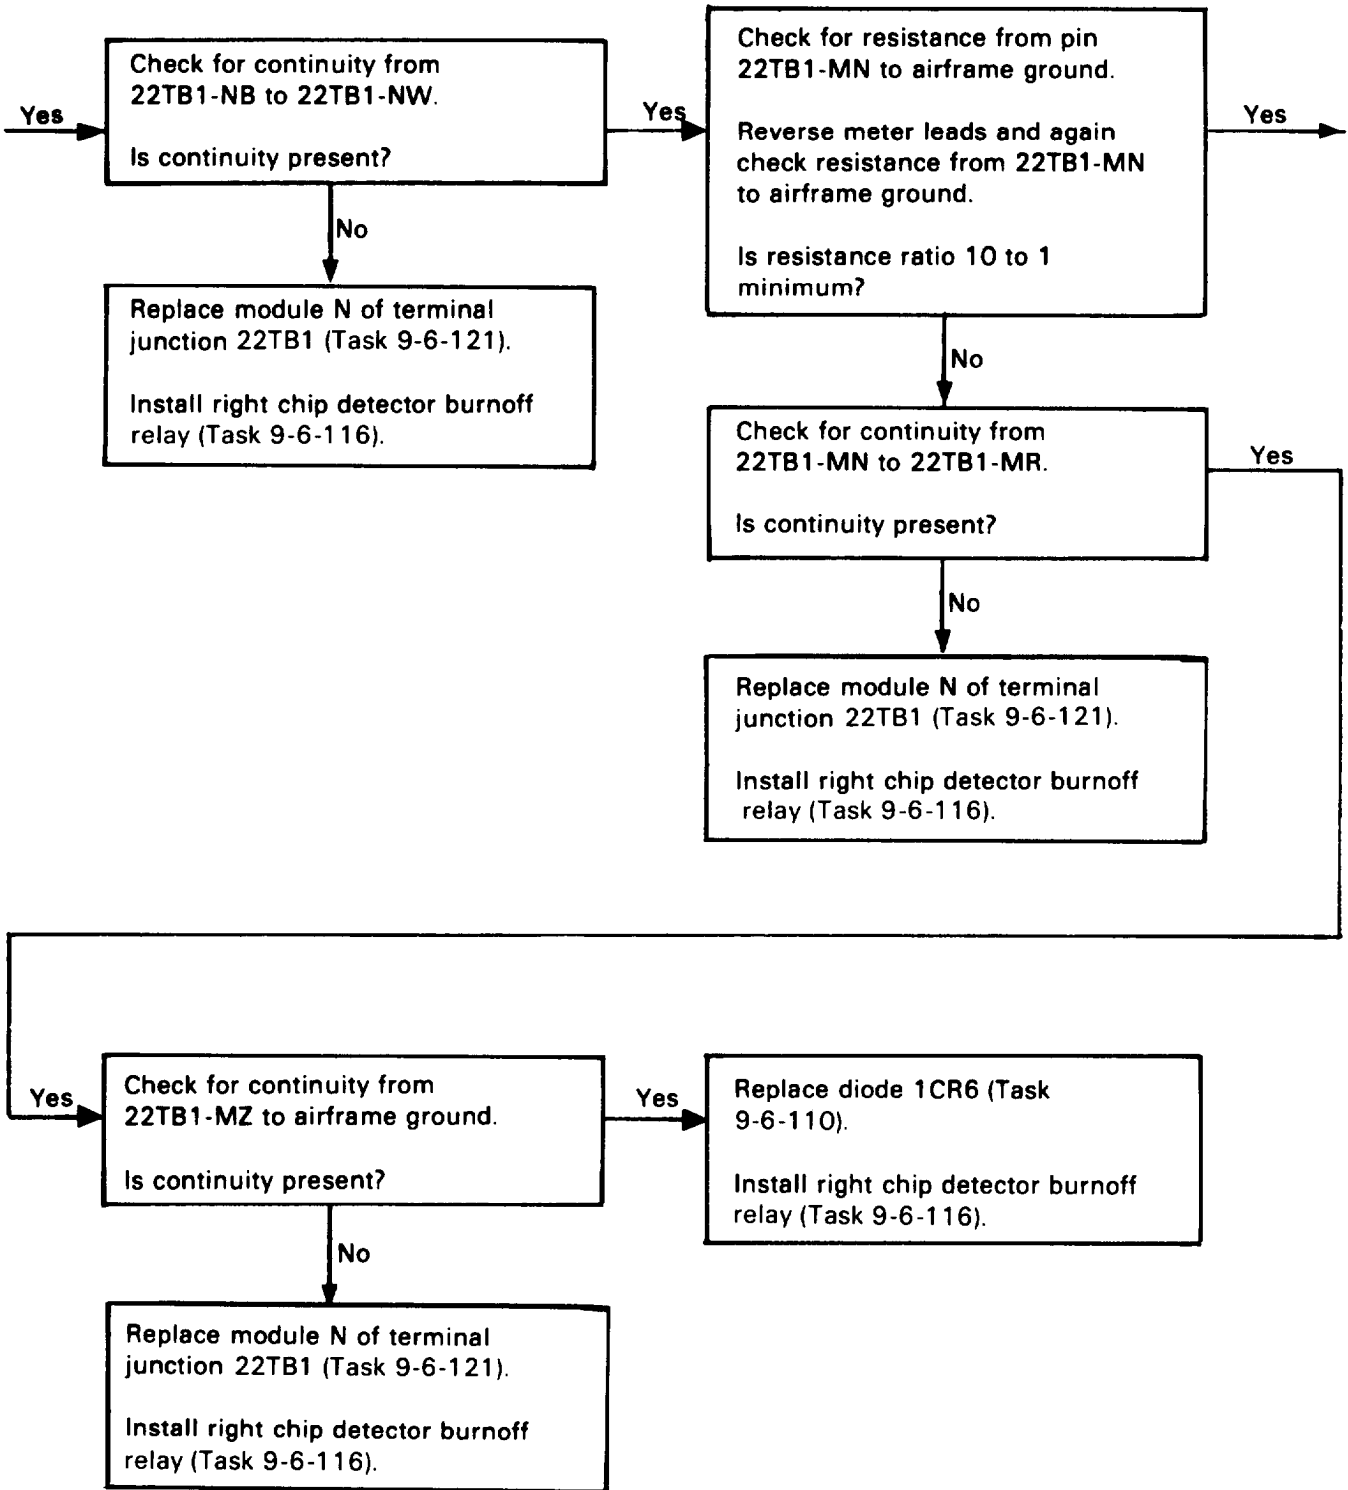 Yes
Check for continuity from
22TB1-NB to 22TB1-NW.
Is continuity present?
Yes
Check for resistance from pin
22TB1-MN to airframe ground.
Reverse meter leads and again
check resistance from 22TB1-MN
to airframe ground.
Is resistance ratio 10 to 1
minimum?
Yes
No
Replace module N of terminal
junction 22TB1 (Task 9-6-121).
Install right chip detector burnoff
relay (Task 9-6-116).
No
Check for continuity from
22TB1-MN to 22TB1-MR.
Is continuity present?
Yes
No
Replace module N of terminal
junction 22TB1 (Task 9-6-121).
Install right chip detector burnoff
relay (Task 9-6-116).
Yes
Check for continuity from
22TB1-MZ to airframe ground.
Is continuity present?
Yes
Replace diode 1CR6 (Task
9-6-110).
Install right chip detector burnoff
relay (Task 9-6-116).
No
Replace module N of terminal
junction 22TB1 (Task 9-6-121).
Install right chip detector burnoff
relay (Task 9-6-116).